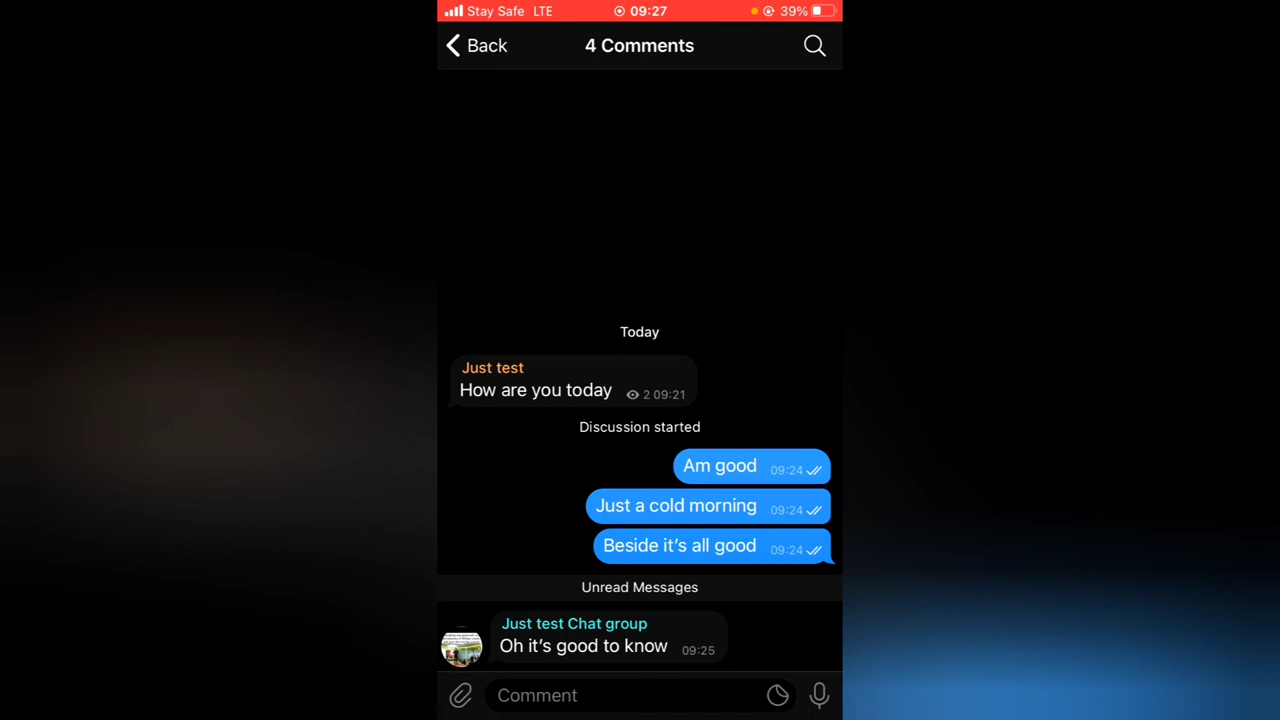 Stay Safe LTE 09:27 39%
Back 4 Comments
Today
Just test
How are you today 2 09:21
Discussion started
Am good 09:24
Just a cold morning 09:24
Beside it’s all good 09:24
Unread Messages
Just test Chat group
Oh it’s good to know 09:25
Comment